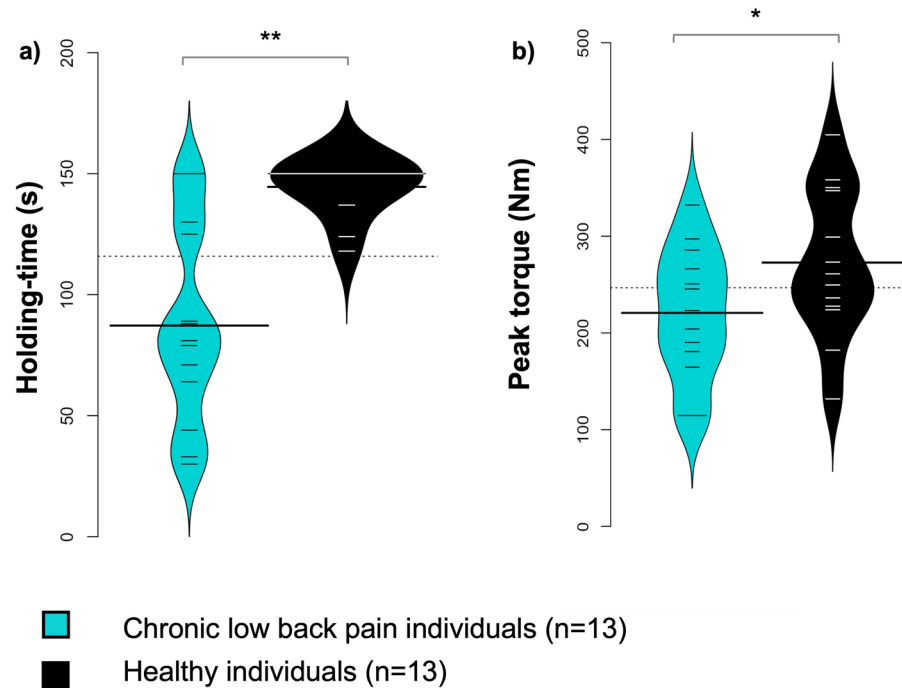 a)
**
Holding-time (s)
200
150
100
50
0
b)
*
Peak torque (Nm)
500
400
300
200
100
0
Chronic low back pain individuals (n=13)
Healthy individuals (n=13)